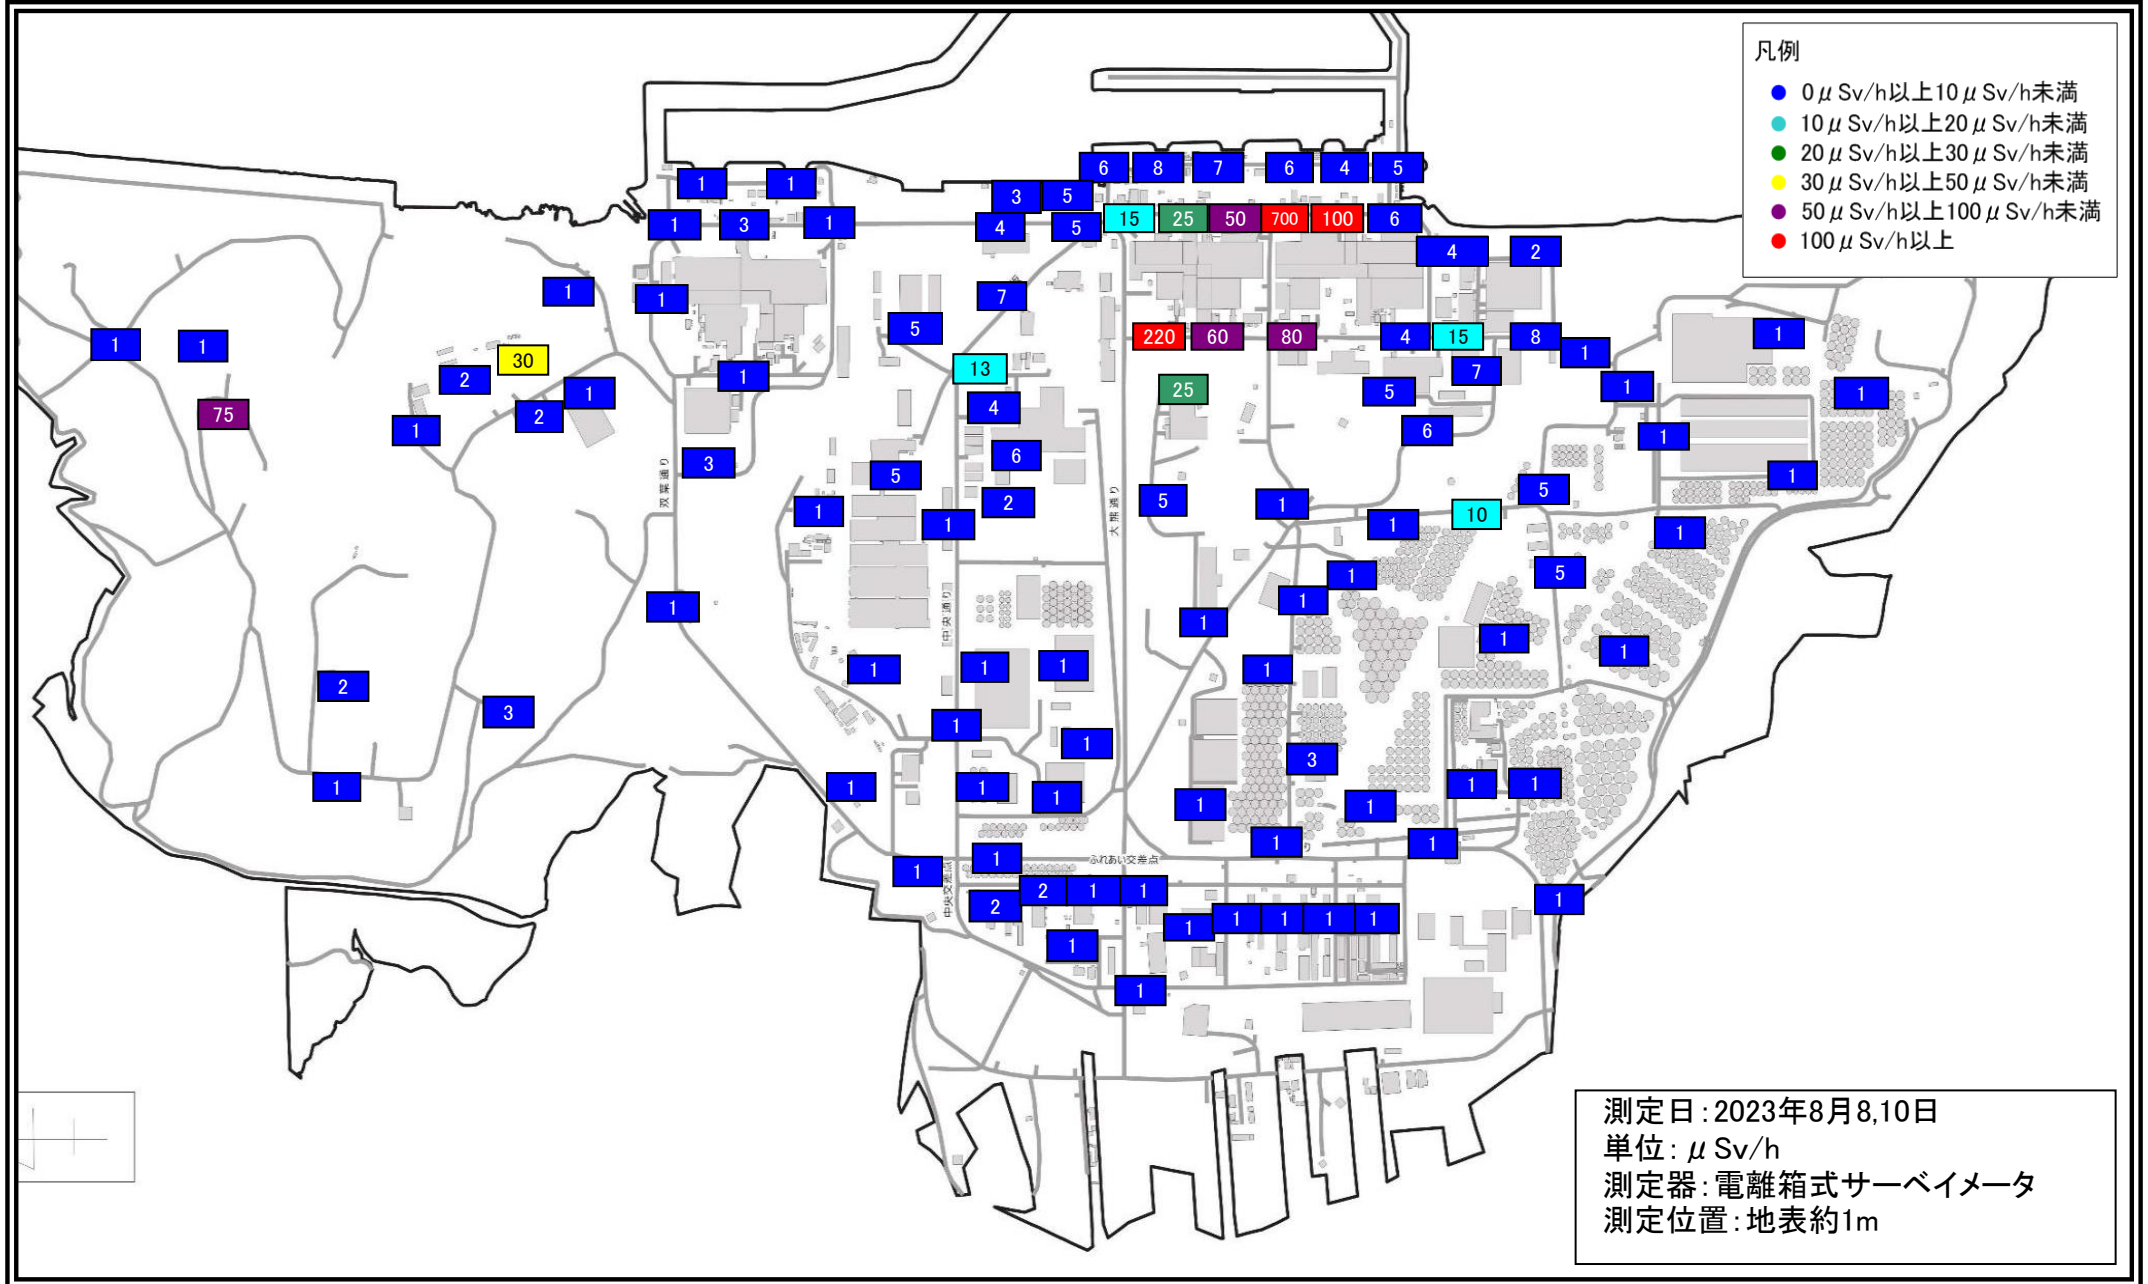 凡例
0μSv/h以上10μSv/h未満
10μSv/h以上20μSv/h未満
20μSv/h以上30μSv/h未満
30μSv/h以上50μSv/h未満
50μSv/h以上100μSv/h未満
100μSv/h以上
6 8 7 6 4 5
1 1 3 5
1 3 1 4 5 15 25 50 700 100 6
4 2
1 1 7
5
1 1 220 60 80 4 15 8 1 1
30 13 7
2 1 1 25 5 1 1
75 2 4
1 6 1
3 6
5 5 1
双葉通り
大熊通り
1 1 2 5 1 1 10 1
5
1 1
1 1 1
中央通り
1 1 1
1 1 1 1
2
3 1
1 3
1 1 1 1 1 1 1 1
1 1
1 1 ふれあい交差点
中央交差点
2 2 1 1 1
1 1 1 1 1
1
1
測定日:2023年8月8,10日
単位:μSv/h
測定器:電離箱式サーベイメータ
測定位置:地表約1m